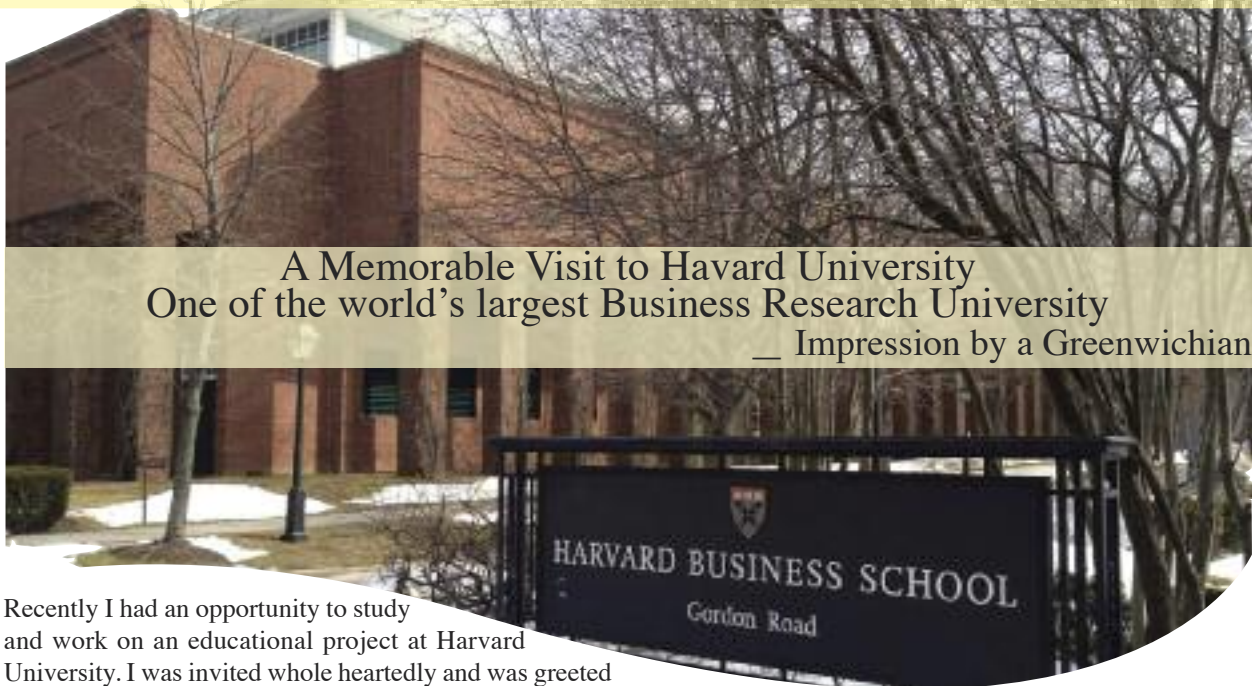 A Memorable Visit to Havard University
One of the world's largest Business Research University
_ Impression by a Greenwichian
HARVARD BUSINESS SCHOOL
Gordon Road
Recently I had an opportunity to study
and work on an educational project at Harvard
University. I was invited whole heartedly and was greeted